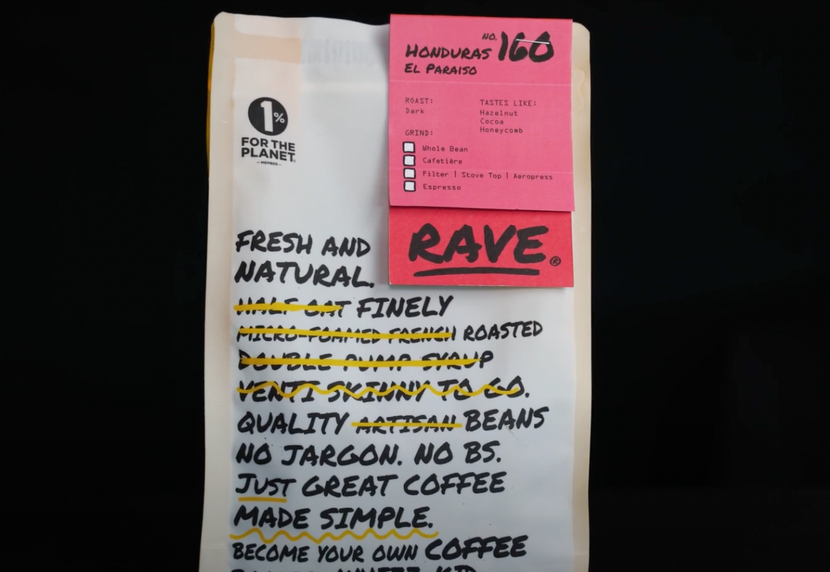 1%
FOR THE
PLANET
MEMBER
NO. 160
HONDURAS
EL PARAISO
ROAST:
Dark
TASTES LIKE:
Hazelnut
Cocoa
Honeycomb
GRIND:
Whole Bean
Cafetière
Filter | Stove Top | Aeropress
Espresso
RAVE.®
FRESH AND
NATURAL.
HALF OAT FINELY
MICRO-FOAMED FRENCH ROASTED
DOUBLE PUMP SYRUP
VENTI SKINNY TO GO.
QUALITY ARTISAN BEANS
NO JARGON. NO BS.
JUST GREAT COFFEE
MADE SIMPLE.
BECOME YOUR OWN COFFEE